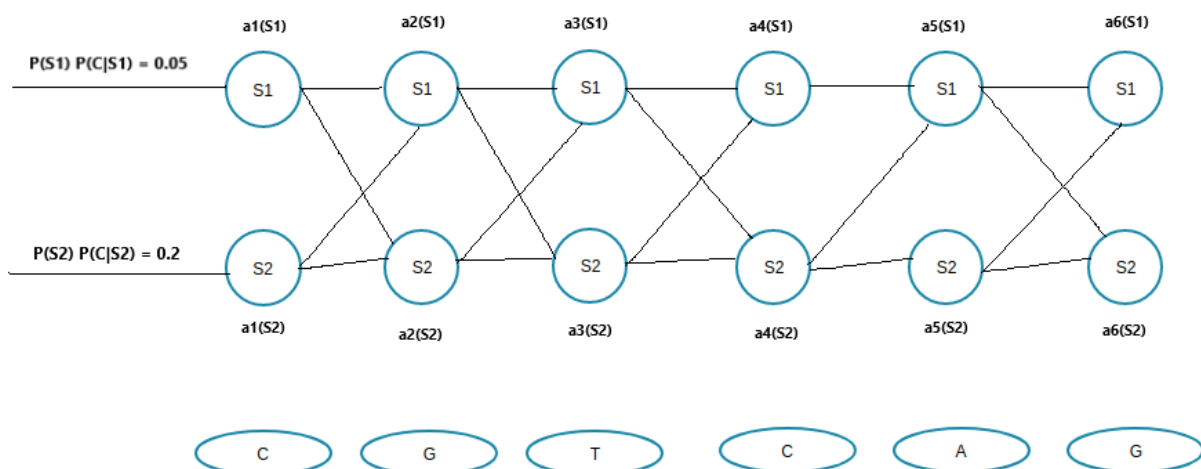 a1(S1) a2(S1) a3(S1) a4(S1) a5(S1) a6(S1)
P(S1) P(C|S1) = 0.05
S1 S1 S1 S1 S1 S1
P(S2) P(C|S2) = 0.2
S2 S2 S2 S2 S2 S2
a1(S2) a2(S2) a3(S2) a4(S2) a5(S2) a6(S2)
C G T C A G